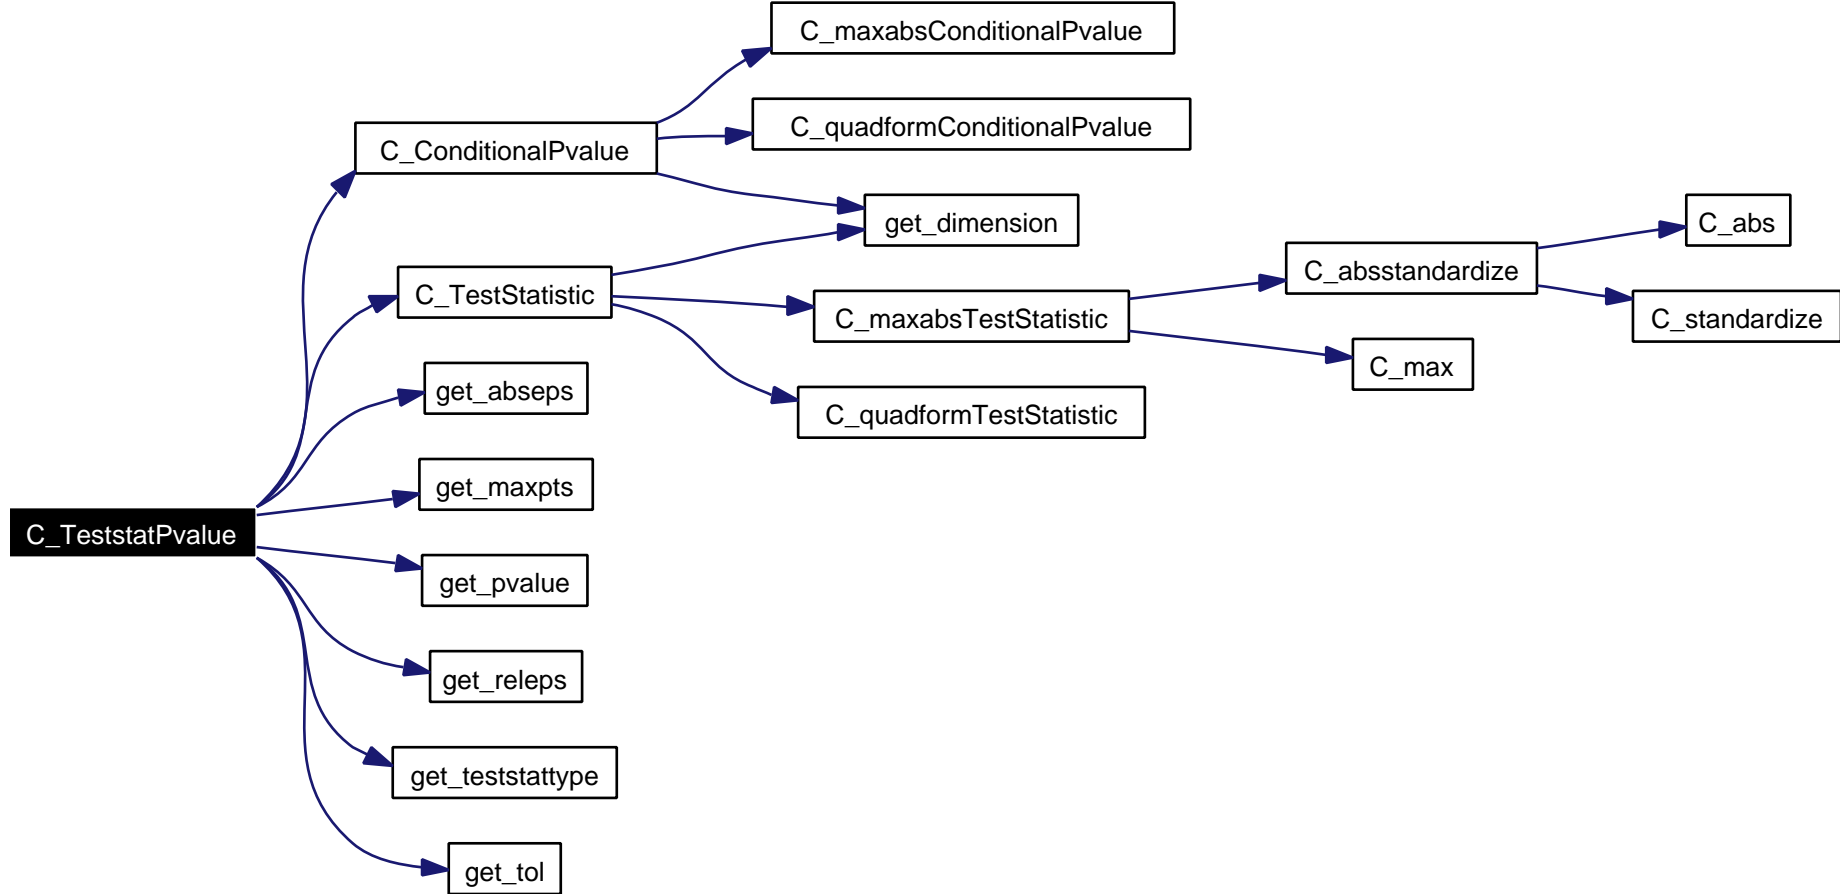 C_maxabsConditionalPvalue
C_quadformConditionalPvalue
C_ConditionalPvalue
get_dimension
C_abs
C_absstandardize
C_TestStatistic
C_maxabsTestStatistic
C_standardize
C_max
get_abseps
C_quadformTestStatistic
get_maxpts
C_TeststatPvalue
get_pvalue
get_releps
get_teststattype
get_tol